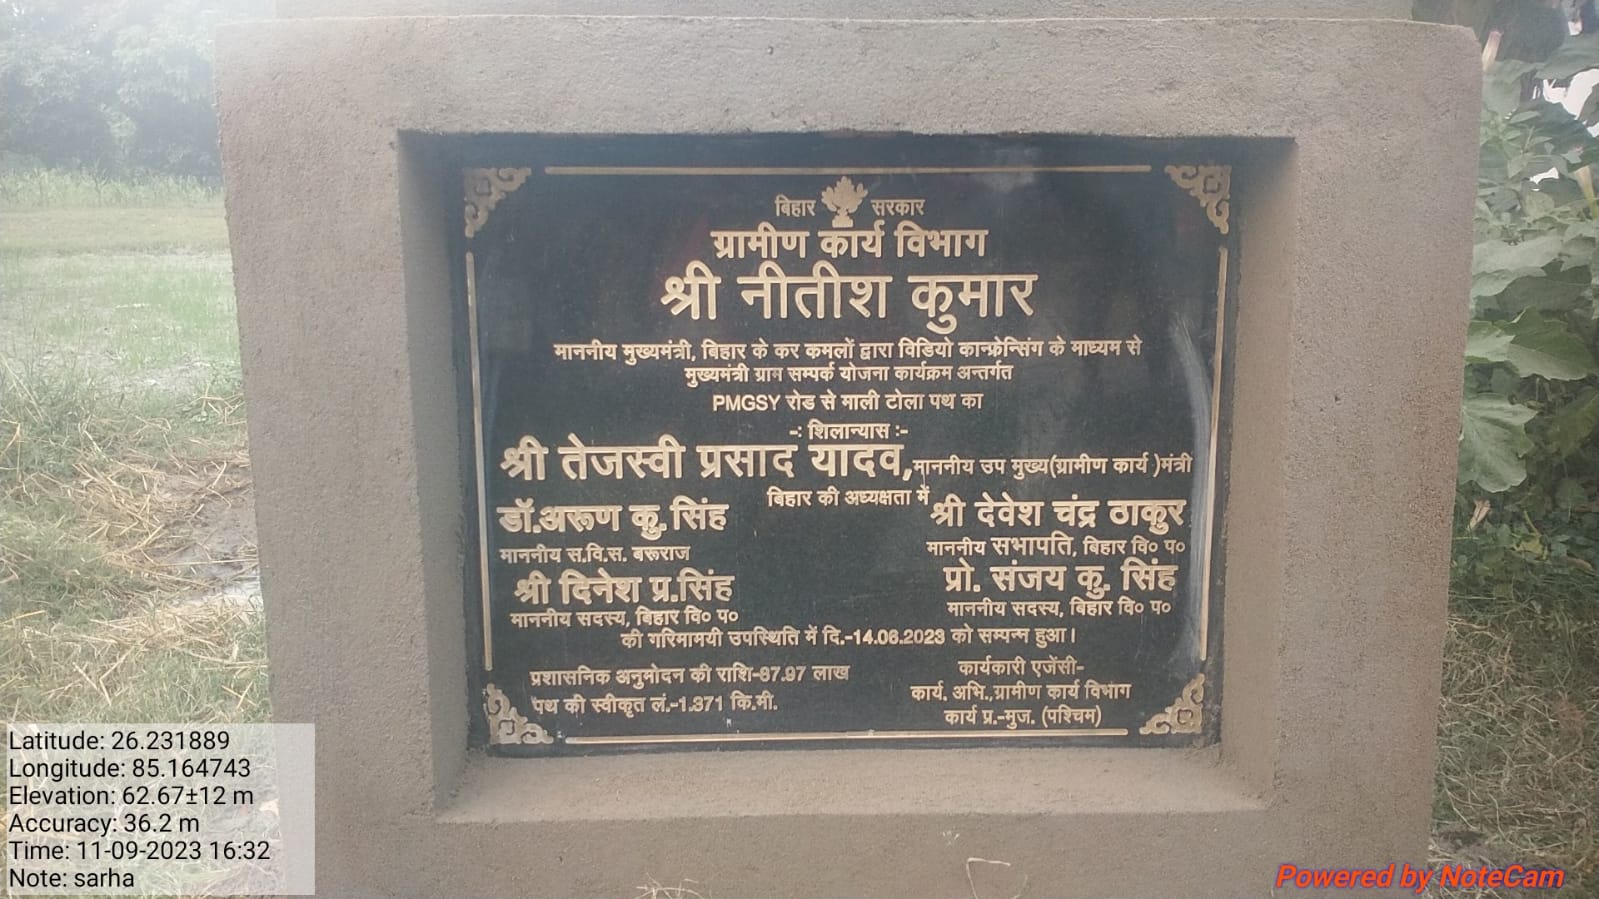 बिहार सरकार
ग्रामीण कार्य विभाग
श्री नीतीश कुमार
माननीय मुख्यमंत्री, बिहार के कर कमलों द्वारा विडियो कान्फ्रेन्सिंग के माध्यम से
मुख्यमंत्री ग्राम सम्पर्क योजना कार्यक्रम अन्तर्गत
PMGSY रोड से माली टोला पथ का
-: शिलान्यास :-
श्री तेजस्वी प्रसाद यादव, माननीय उप मुख्य(ग्रामीण कार्य )मंत्री
बिहार की अध्यक्षता में
डॉ.अरूण कु. सिंह
माननीय स.वि.स. बरूराज
श्री दिनेश प्र.सिंह
माननीय सदस्य, बिहार वि० प०
श्री देवेश चंद्र ठाकुर
माननीय सभापति, बिहार वि० प०
प्रो. संजय कु. सिंह
माननीय सदस्य, बिहार वि० प०
की गरिमामयी उपस्थिति में दि.-14.06.2023 को सम्पन्न हुआ।
प्रशासनिक अनुमोदन की राशि-87.97 लाख
पथ की स्वीकृत लं.-1.371 कि.मी.
कार्यकारी एजेंसी-
कार्य. अभि.,ग्रामीण कार्य विभाग
कार्य प्र.-मुज. (पश्चिम)
Latitude: 26.231889
Longitude: 85.164743
Elevation: 62.67±12 m
Accuracy: 36.2 m
Time: 11-09-2023 16:32
Note: sarha
Powered by NoteCam